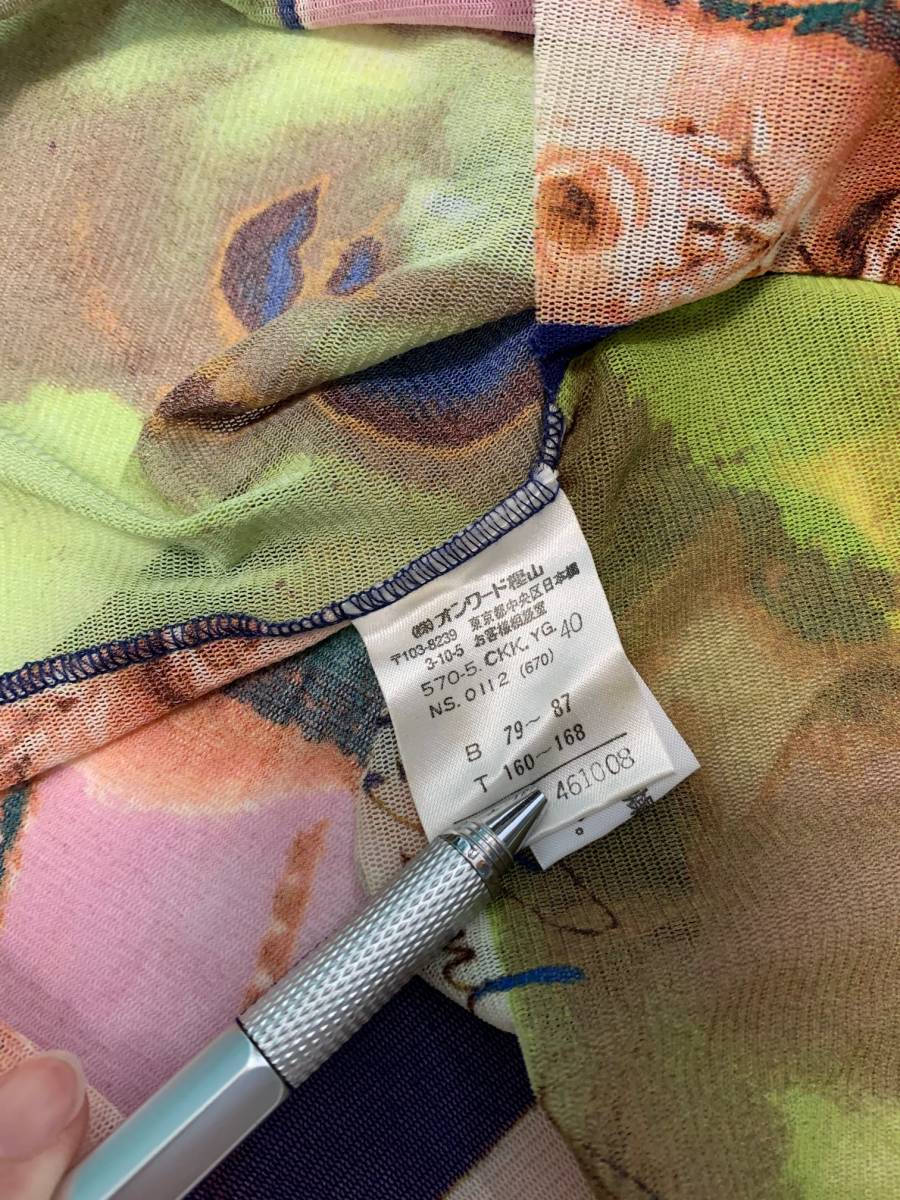 (株)オンワード樫山
〒103-8239 東京都中央区日本橋
3-10-5 お客様相談室
570-5. CKK. YG. 40
NS. 0112 (670)
B 79〜 87
T 160〜168
461008